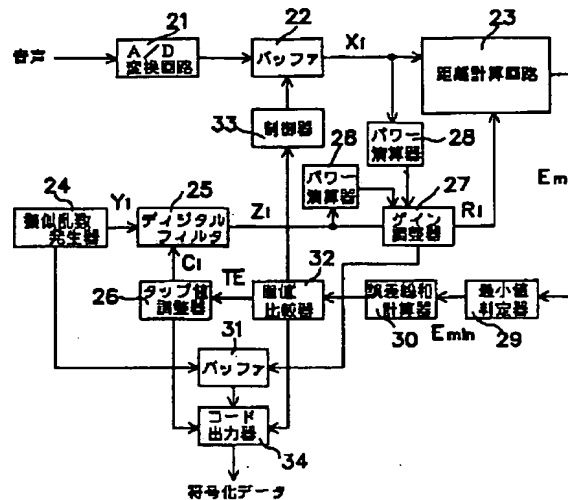 21
22
23
A／D
変換回路
バッファ
Xi
距離計算回路
音声
33
制御器
28
パワー
演算器
28
パワー
演算器
24
Yi
25
Zi
27
Ri
Em
擬似乱数
発生器
ディジタル
フィルタ
ゲイン
調整器
Ci
TE
32
26
タップ値
調整器
閾値
比較器
誤差総和
計算器
最小値
判定器
30
Emin
29
31
バッファ
コード
出力器
34
符号化データ